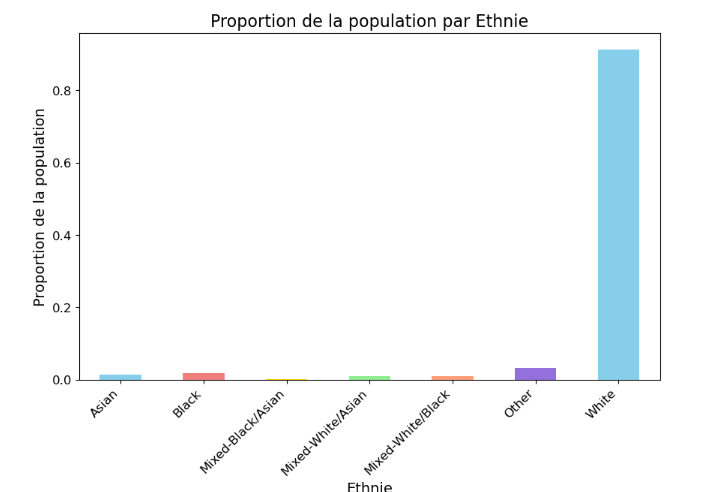 Proportion de la population par Ethnie
Proportion de la population
0.8
0.6
0.4
0.2
0.0
Asian
Black
Mixed-Black/Asian
Mixed-White/Asian
Mixed-White/Black
Other
White
Ethnie